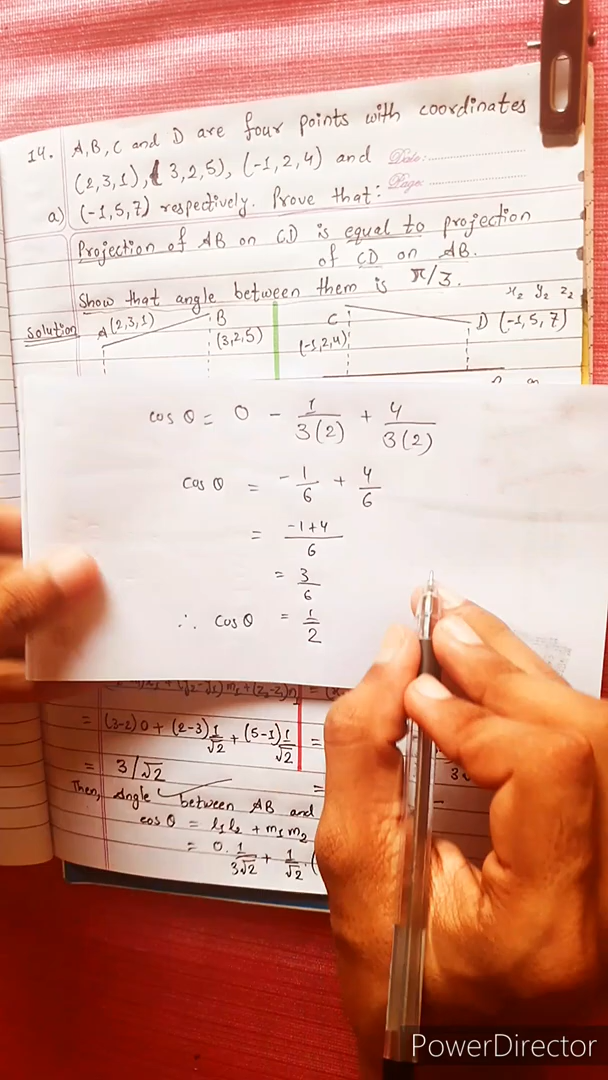 14. A, B, C and D are four points with coordinates
(2,3,1), (3,2,5), (-1,2,4) and
Date:
a) (-1,5,7) respectively. Prove that:
Page:
Projection of AB on CD is equal to projection
of CD on AB.
Show that angle between them is π/3.
x₂ y₂ z₂
Solution A (2,3,1) B C D (-1,5,7)
(3,2,5) (-1,2,4)
cos θ = 0 - 1/3(2) + 4/3(2)
cos θ = -1/6 + 4/6
= -1+4/6
= 3/6
∴ cos θ = 1/2
= (3-2)0 + (2-3)1/√2 + (5-1)1/√2 =
= 3/√2 =
Then, Angle between AB and
cos θ = l₁l₂ + m₁m₂
= 0.1/3√2 + 1/√2.(
PowerDirector